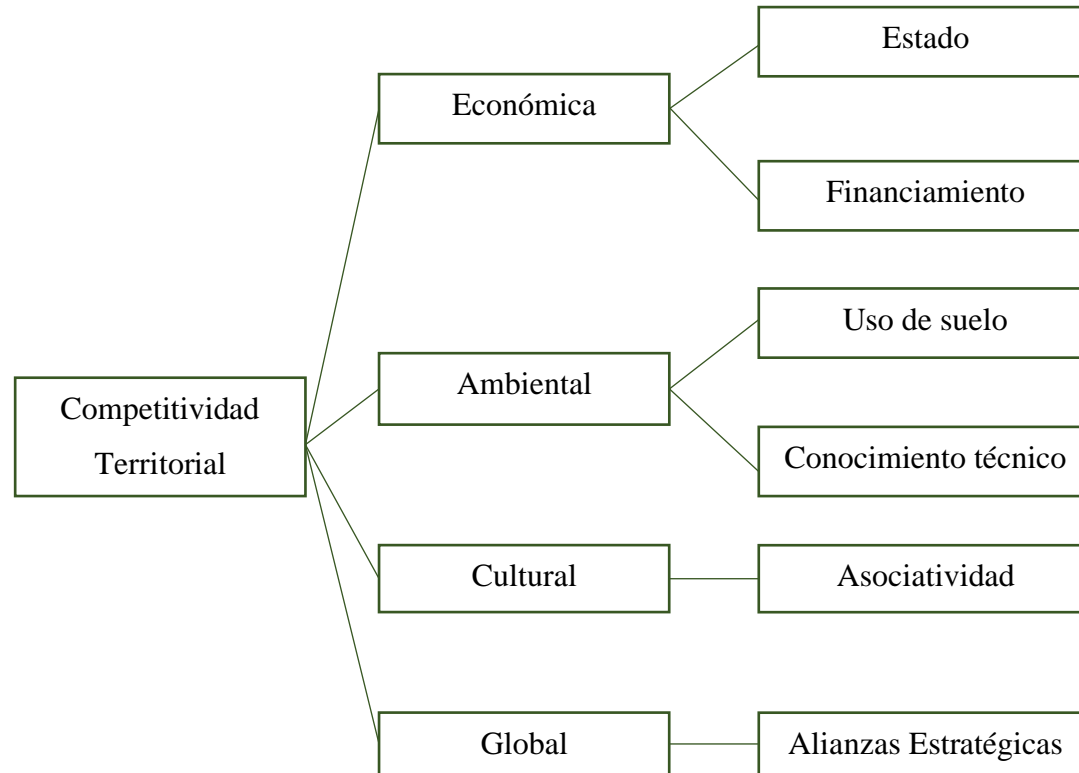 Estado
Económica
Financiamiento
Uso de suelo
Ambiental
Competitividad
Territorial
Conocimiento técnico
Cultural
Asociatividad
Global
Alianzas Estratégicas